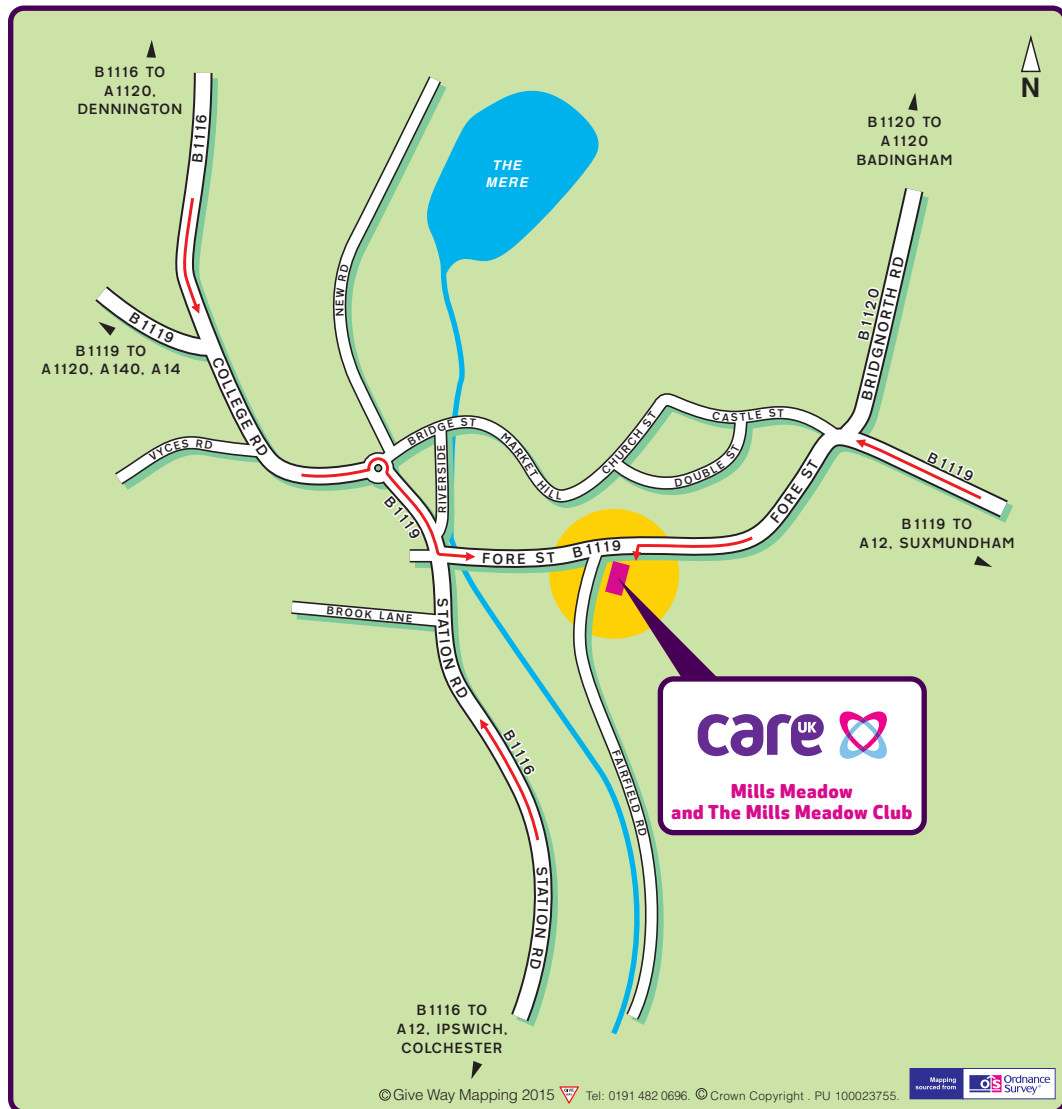 B1116 TO
A1120,
DENNINGTON
B1116
N
B1120 TO
A1120
BADINGHAM
THE
MERE
NEW RD
B1120
BRIDGNORTH RD
B1119
B1119 TO
A1120, A140, A14
COLLEGE RD
VYCES RD
BRIDGE ST
RIVERSIDE
MARKET HILL
CHURCH ST
CASTLE ST
DOUBLE ST
FORE ST
B1119
B1119 TO
A12, SUXMUNDHAM
B1119
FORE ST B1119
BROOK LANE
STATION RD
B1116
FAIRFIELD RD
care UK
Mills Meadow
and The Mills Meadow Club
STATION RD
B1116 TO
A12, IPSWICH,
COLCHESTER
© Give Way Mapping 2015 GIVE WAY Tel: 0191 482 0696. © Crown Copyright . PU 100023755.
Mapping
sourced from
OS Ordnance
Survey®